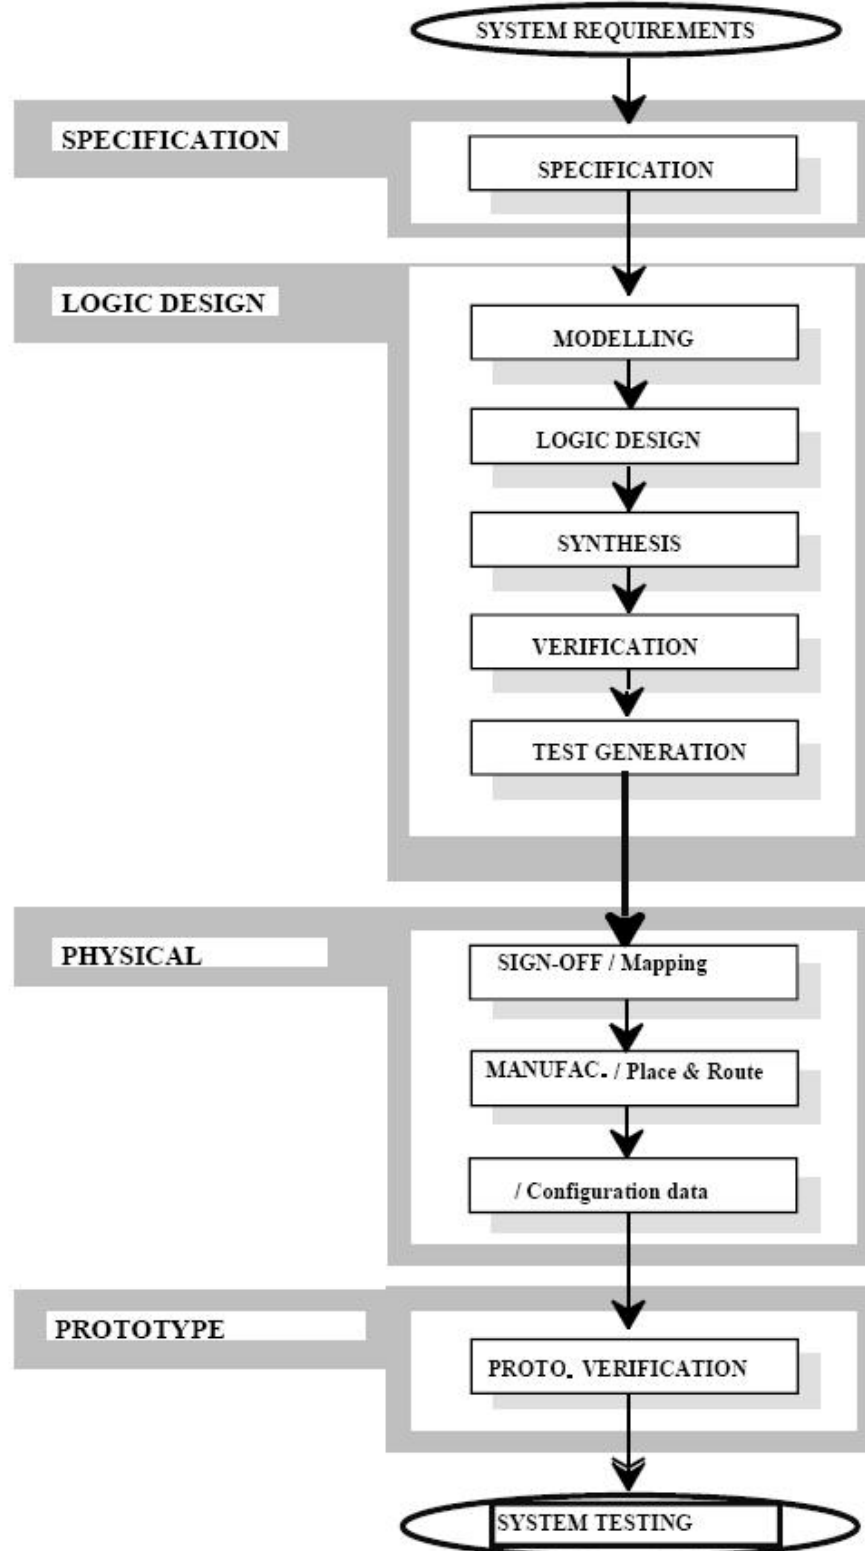 SYSTEM REQUIREMENTS
SPECIFICATION
SPECIFICATION
LOGIC DESIGN
MODELLING
LOGIC DESIGN
SYNTHESIS
VERIFICATION
TEST GENERATION
PHYSICAL
SIGN-OFF / Mapping
MANUFAC. / Place & Route
/ Configuration data
PROTOTYPE
PROTO. VERIFICATION
SYSTEM TESTING